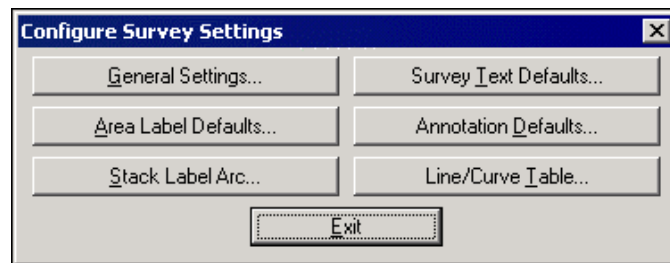 Configure Survey Settings
General Settings... Survey Text Defaults...
Area Label Defaults... Annotation Defaults...
Stack Label Arc... Line/Curve Table...
Exit